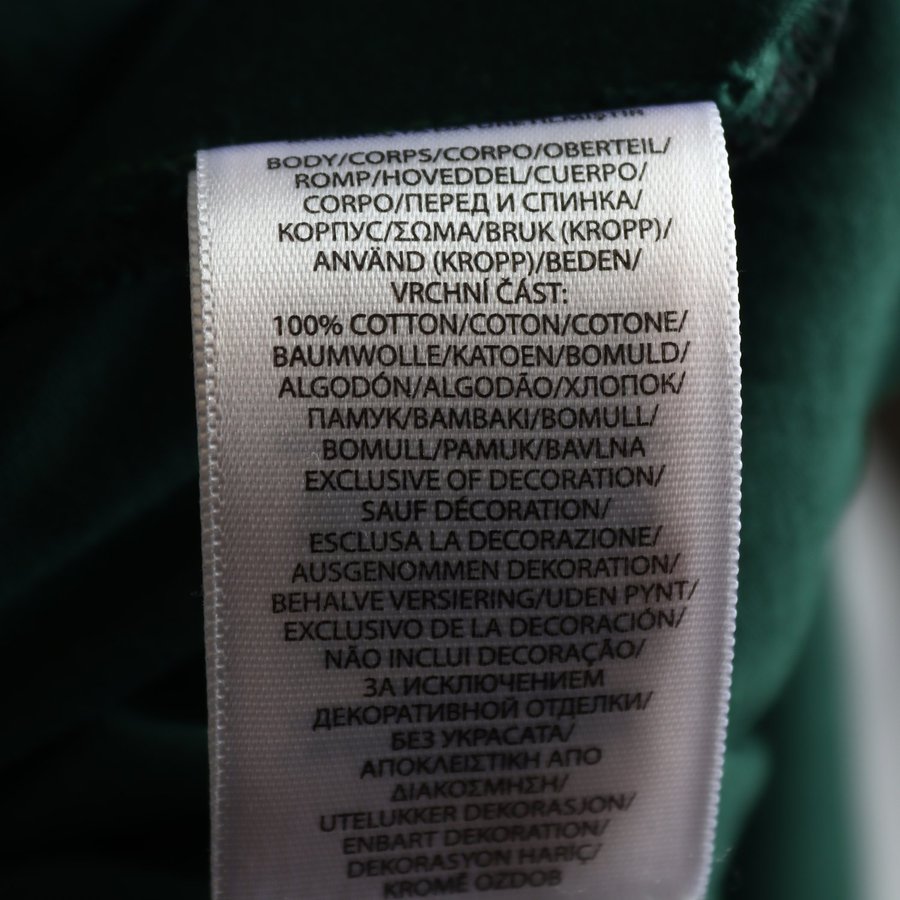 BODY/CORPS/CORPO/OBERTEIL/
ROMP/HOVEDDEL/CUERPO/
CORPO/ПЕРЕД И СПИНКА/
КОРПУС/ΣΩΜΑ/BRUK (KROPP)/
ANVÄND (KROPP)/BEDEN/
VRCHNÍ ČÁST:
100% COTTON/COTON/COTONE/
BAUMWOLLE/KATOEN/BOMULD/
ALGODÓN/ALGODÃO/ХЛОПОК/
ПАМУК/ΒΑΜΒΑΚΙ/BOMULL/
BOMULL/PAMUK/BAVLNA
EXCLUSIVE OF DECORATION/
SAUF DÉCORATION/
ESCLUSA LA DECORAZIONE/
AUSGENOMMEN DEKORATION/
BEHALVE VERSIERING/UDEN PYNT/
EXCLUSIVO DE LA DECORACIÓN/
NÃO INCLUI DECORAÇÃO/
ЗА ИСКЛЮЧЕНИЕМ
ДЕКОРАТИВНОЙ ОТДЕЛКИ/
БЕЗ УКРАСАТА/
ΑΠΟΚΛΕΙΣΤΙΚΗ ΑΠΟ
ΔΙΑΚΟΣΜΗΣΗ/
UTELUKKER DEKORASJON/
ENBART DEKORATION/
DEKORASYON HARIÇ/
KROMĚ OZDOB